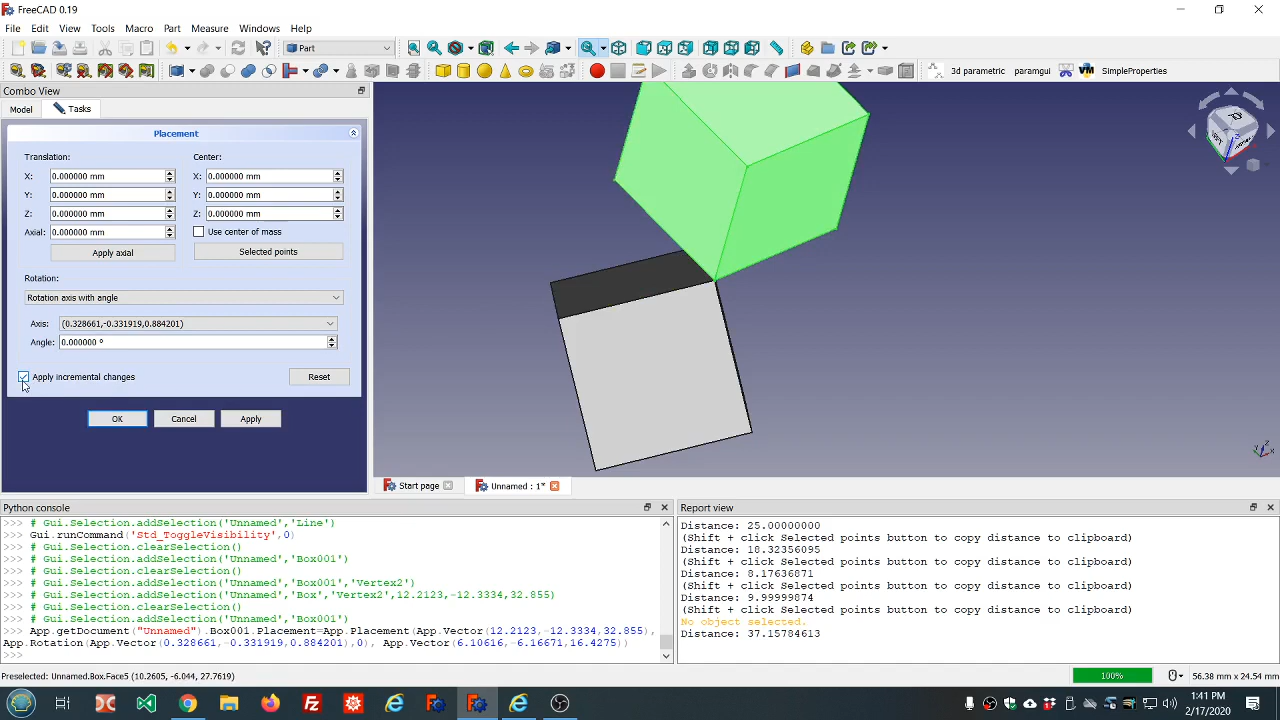 FreeCAD 0.19
File Edit View Tools Macro Part Measure Windows Help
Part
3d parametric paramgui VM SimpleProperties
Combo View
Model Tasks
Placement
Translation: Center:
X: 0.000000 mm X: 0.000000 mm
Y: 0.000000 mm Y: 0.000000 mm
Z: 0.000000 mm Z: 0.000000 mm
Axial: 0.000000 mm Use center of mass
Apply axial Selected points
Rotation:
Rotation axis with angle
Axis: (0.328661,-0.331919,0.884201)
Angle: 0.000000 °
Apply incremental changes Reset
OK Cancel Apply
Start page Unnamed : 1*
Python console
>>> # Gui.Selection.addSelection('Unnamed','Line')
>>> Gui.runCommand('Std_ToggleVisibility',0)
>>> # Gui.Selection.clearSelection()
>>> # Gui.Selection.addSelection('Unnamed','Box001')
>>> # Gui.Selection.clearSelection()
>>> # Gui.Selection.addSelection('Unnamed','Box001','Vertex2')
>>> # Gui.Selection.addSelection('Unnamed','Box','Vertex2',12.2123,-12.3334,32.855)
>>> # Gui.Selection.clearSelection()
>>> # Gui.Selection.addSelection('Unnamed','Box001')
>>> App.getDocument("Unnamed").Box001.Placement=App.Placement(App.Vector(12.2123,-12.3334,32.855),
App.Rotation(App.Vector(0.328661,-0.331919,0.884201),0), App.Vector(6.10616,-6.16671,16.4275))
>>>
Report view
Distance: 25.00000000
(Shift + click Selected points button to copy distance to clipboard)
Distance: 18.32356095
(Shift + click Selected points button to copy distance to clipboard)
Distance: 8.17636871
(Shift + click Selected points button to copy distance to clipboard)
Distance: 9.99999874
(Shift + click Selected points button to copy distance to clipboard)
No object selected.
Distance: 37.15784613
Preselected: Unnamed.Box.Face5 (10.2605, -6.044, 27.7619)
100%
56.38 mm x 24.54 mm
1:41 PM
2/17/2020